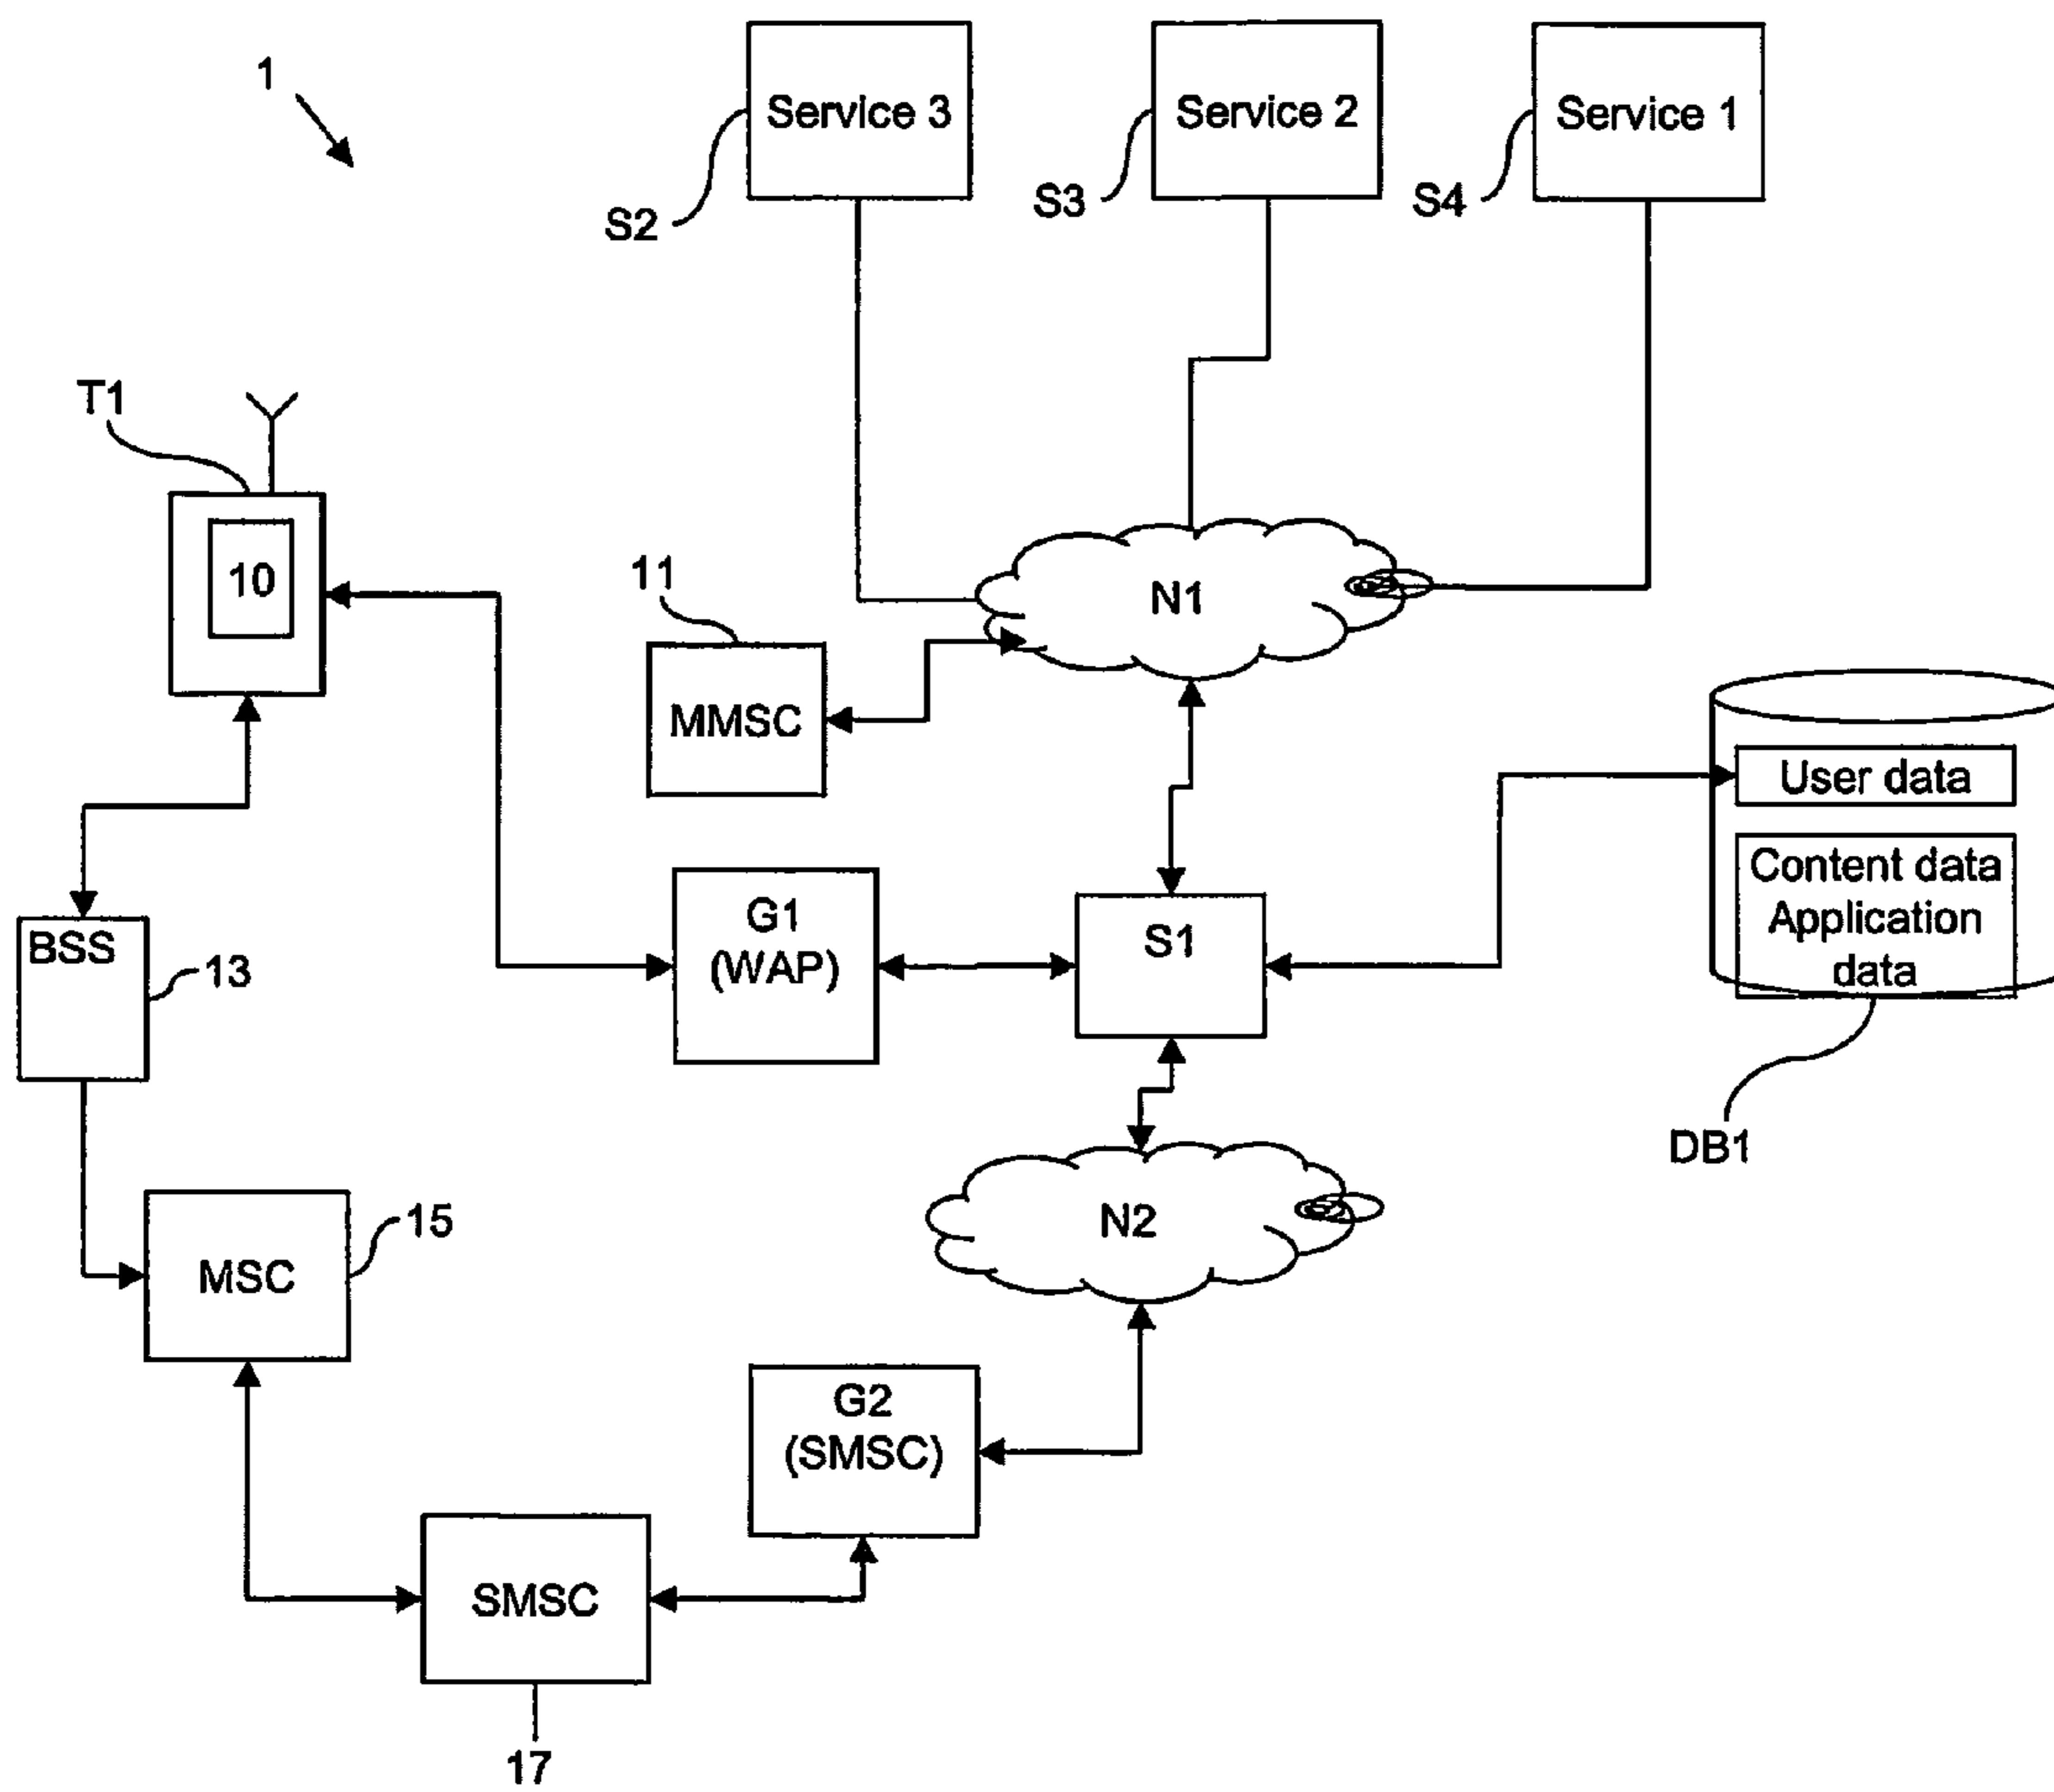 1
Service 3
Service 2
Service 1
S2
S3
S4
T1
10
11
N1
MMSC
User data
Content data
Application
data
BSS
13
G1
(WAP)
S1
DB1
MSC
15
N2
G2
(SMSC)
SMSC
17